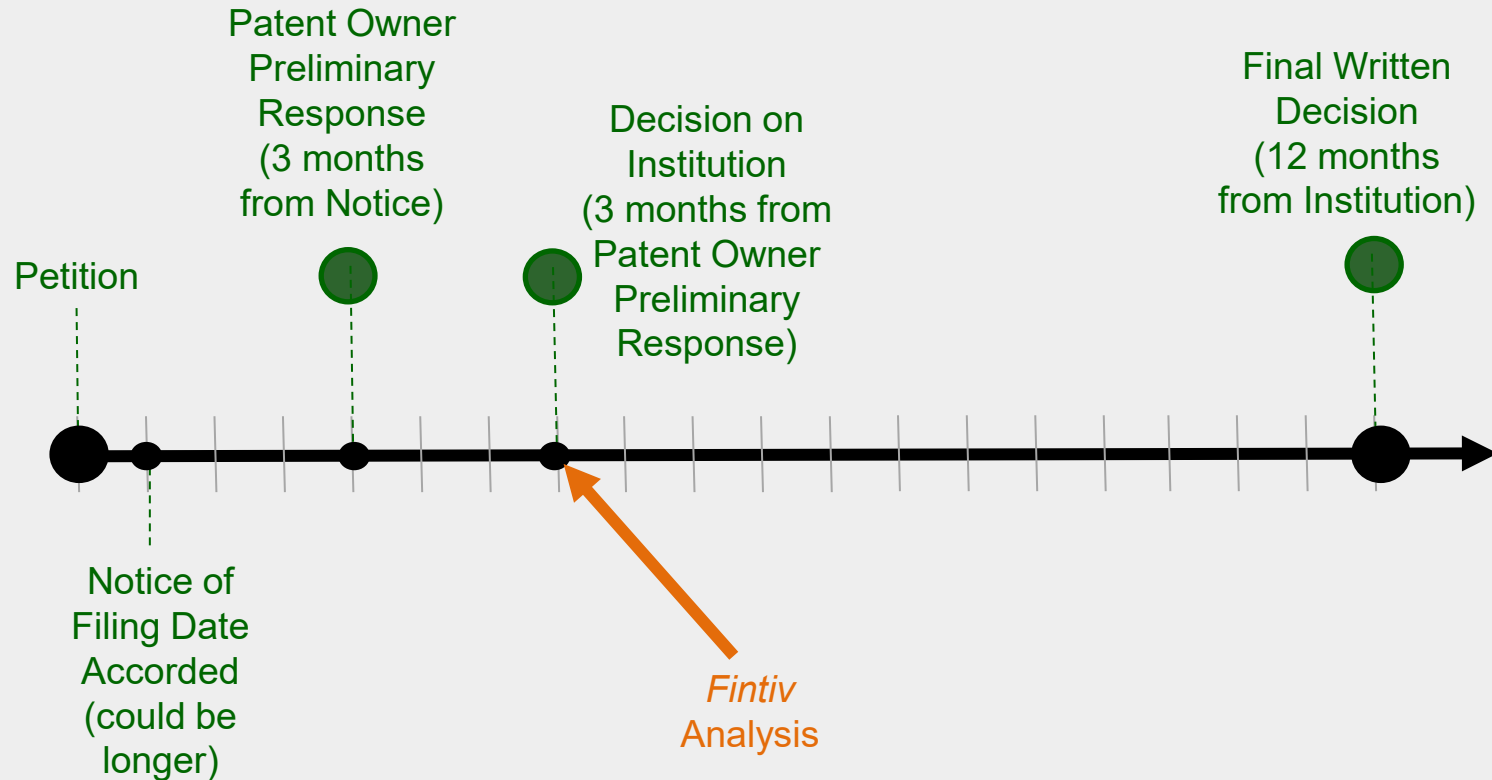 Petition
Patent Owner
Preliminary
Response
(3 months
from Notice)
Decision on
Institution
(3 months from
Patent Owner
Preliminary
Response)
Final Written
Decision
(12 months
from Institution)
Notice of
Filing Date
Accorded
(could be
longer)
Fintiv
Analysis